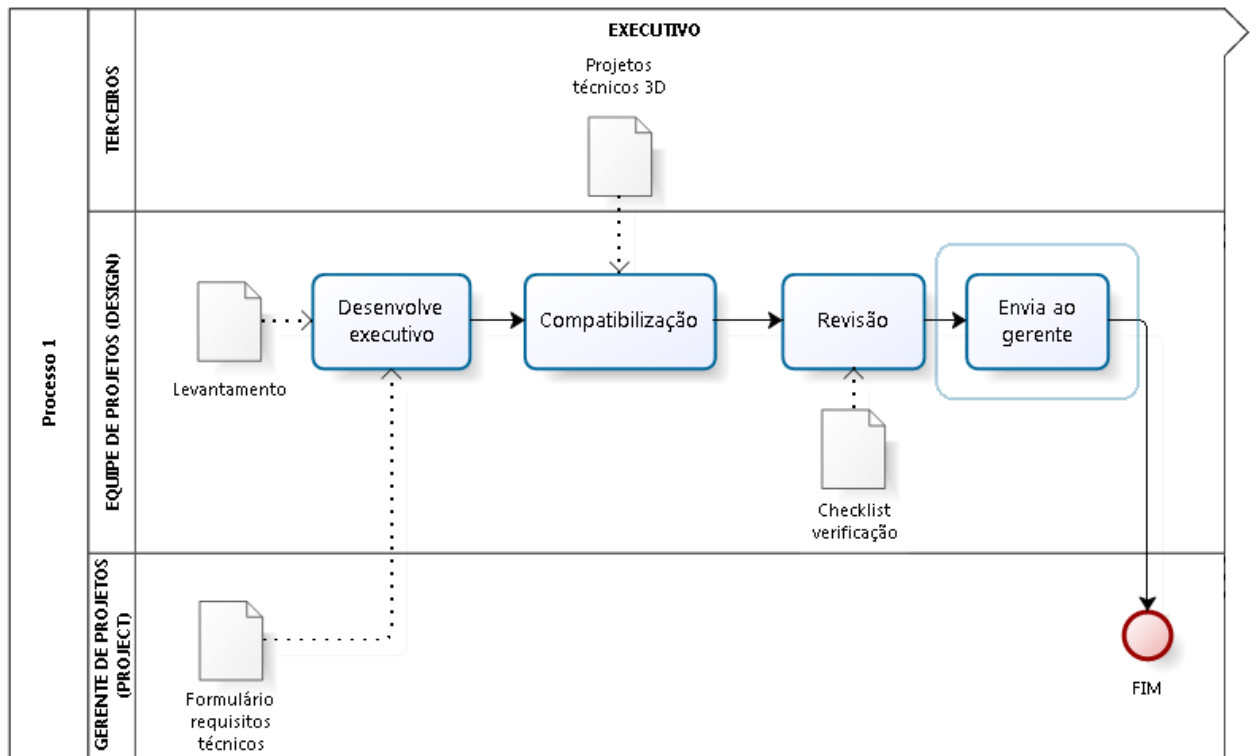 EXECUTIVO
Processo 1
TERCEIROS
Projetos
técnicos 3D
EQUIPE DE PROJETOS (DESIGN)
Levantamento
Desenvolve
executivo
Compatibilização
Revisão
Envia ao
gerente
Checklist
verificação
GERENTE DE PROJETOS
(PROJECT)
Formulário
requisitos
técnicos
FIM